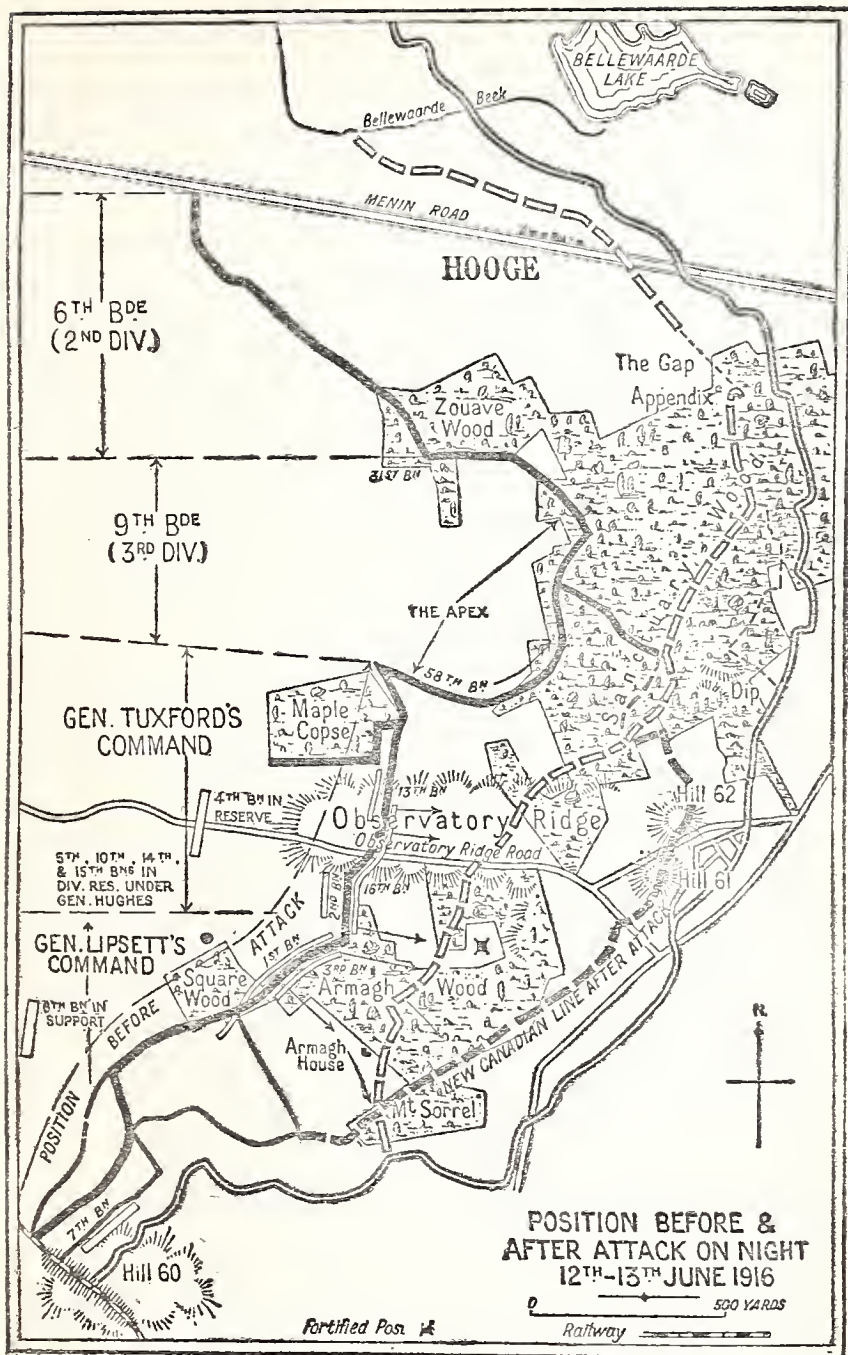 BELLEWAARDE
LAKE
Bellewaarde Beek
MENIN ROAD
HOOGE
6TH BDE
(2ND DIV.)
The Gap
Appendix
Zouave
Wood
31ST BN
9TH BDE
(3RD DIV.)
Sanctuary Wood
THE APEX
58TH BN
Dip
GEN. TUXFORD'S
COMMAND
Maple
Copse
4TH BN IN
RESERVE
13TH BN
Hill 62
Observatory Ridge
Observatory Ridge Road
5TH, 10TH, 14TH,
& 15TH BNS IN
DIV. RES. UNDER
GEN. HUGHES
2ND BN
16TH BN
Hill 61
GEN. LIPSETT'S
COMMAND
POSITION BEFORE ATTACK
1ST BN
3RD BN
Square
Wood
Armagh Wood
8TH BN IN
SUPPORT
NEW CANADIAN LINE AFTER ATTACK
N.
Armagh
House
Mt Sorrel
7TH BN
Hill 60
POSITION BEFORE &
AFTER ATTACK ON NIGHT
12TH-13TH JUNE 1916
0 500 YARDS
Fortified Post
Railway